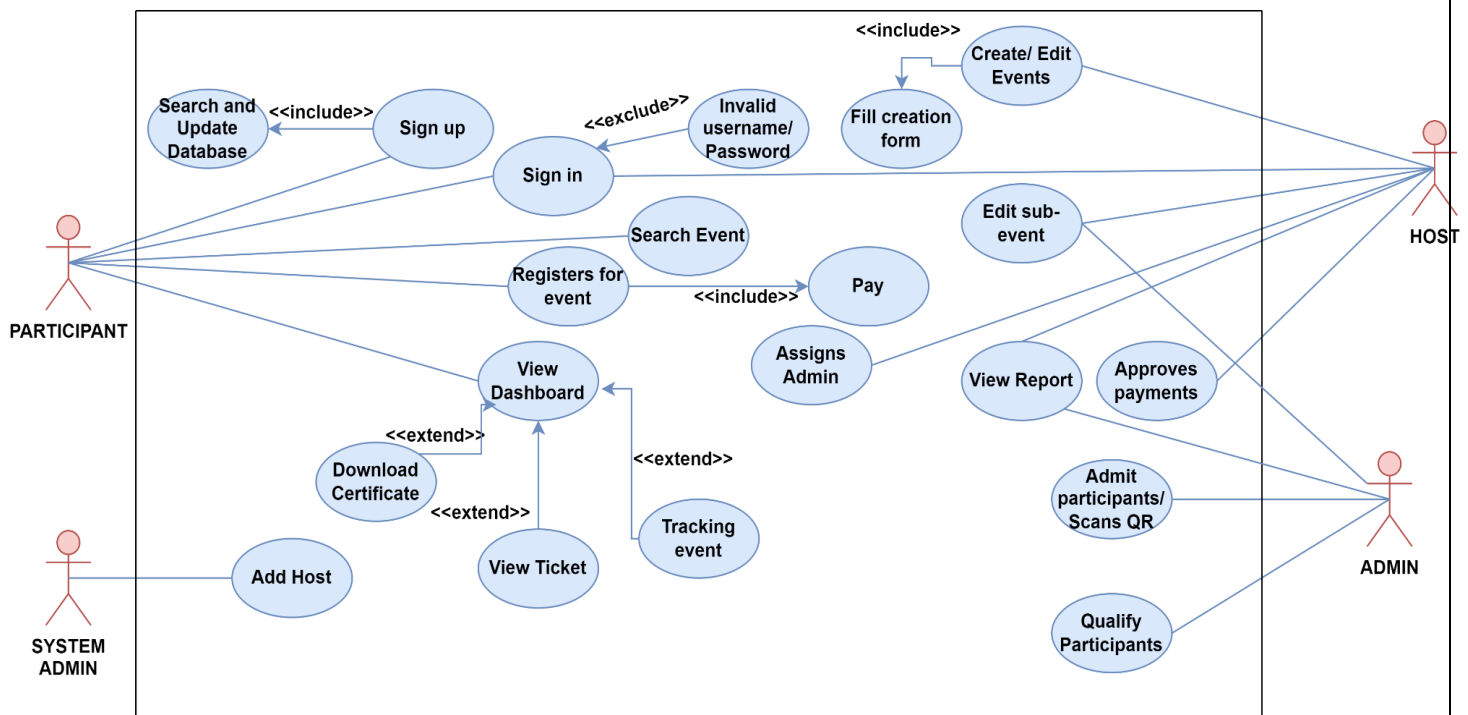 <<include>>
Create/ Edit
Events
Search and
Update
Database
<<include>>
Sign up
<<exclude>>
Invalid
username/
Password
Fill creation
form
Sign in
Search Event
Edit sub-
event
HOST
PARTICIPANT
Registers for
event
<<include>>
Pay
View
Dashboard
Assigns
Admin
View Report
Approves
payments
<<extend>>
Download
Certificate
<<extend>>
<<extend>>
View Ticket
Tracking
event
Admit
participants/
Scans QR
ADMIN
Add Host
SYSTEM
ADMIN
Qualify
Participants